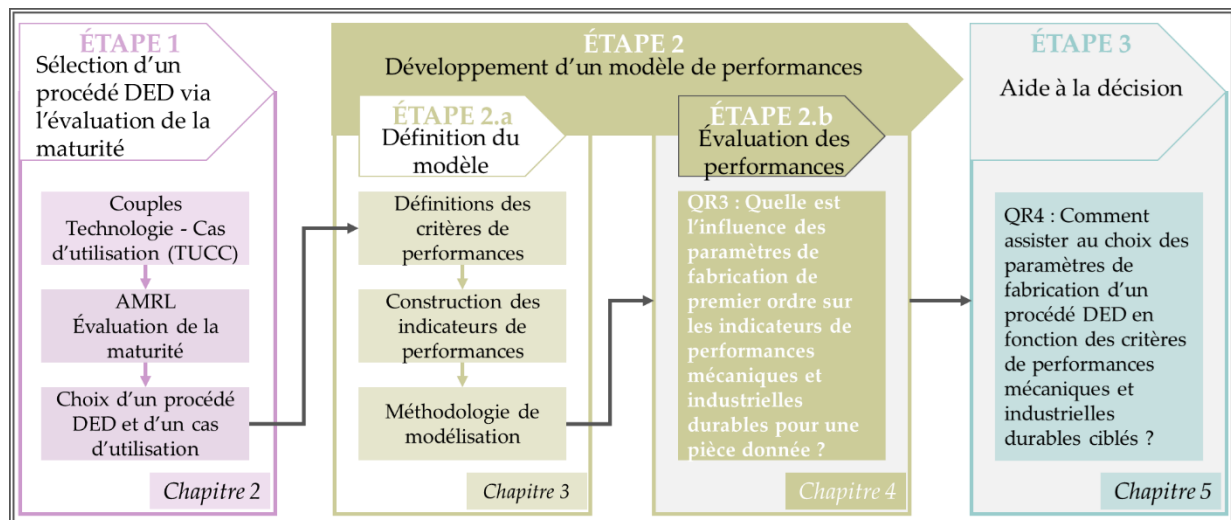 ÉTAPE 1
Sélection d’un
procédé DED via
l’évaluation de la
maturité
Couples
Technologie - Cas
d’utilisation (TUCC)
AMRL
Évaluation de la
maturité
Choix d’un procédé
DED et d’un cas
d’utilisation
Chapitre 2
ÉTAPE 2
Développement d’un modèle de performances
ÉTAPE 2.a
Définition du
modèle
Définitions des
critères de
performances
Construction des
indicateurs de
performances
Méthodologie de
modélisation
Chapitre 3
ÉTAPE 2.b
Évaluation des
performances
QR3 : Quelle est
l’influence des
paramètres de
fabrication de
premier ordre sur
les indicateurs de
performances
mécaniques et
industrielles
durables pour une
pièce donnée ?
Chapitre 4
ÉTAPE 3
Aide à la décision
QR4 : Comment
assister au choix des
paramètres de
fabrication d’un
procédé DED en
fonction des critères
de performances
mécaniques et
industrielles
durables ciblés ?
Chapitre 5